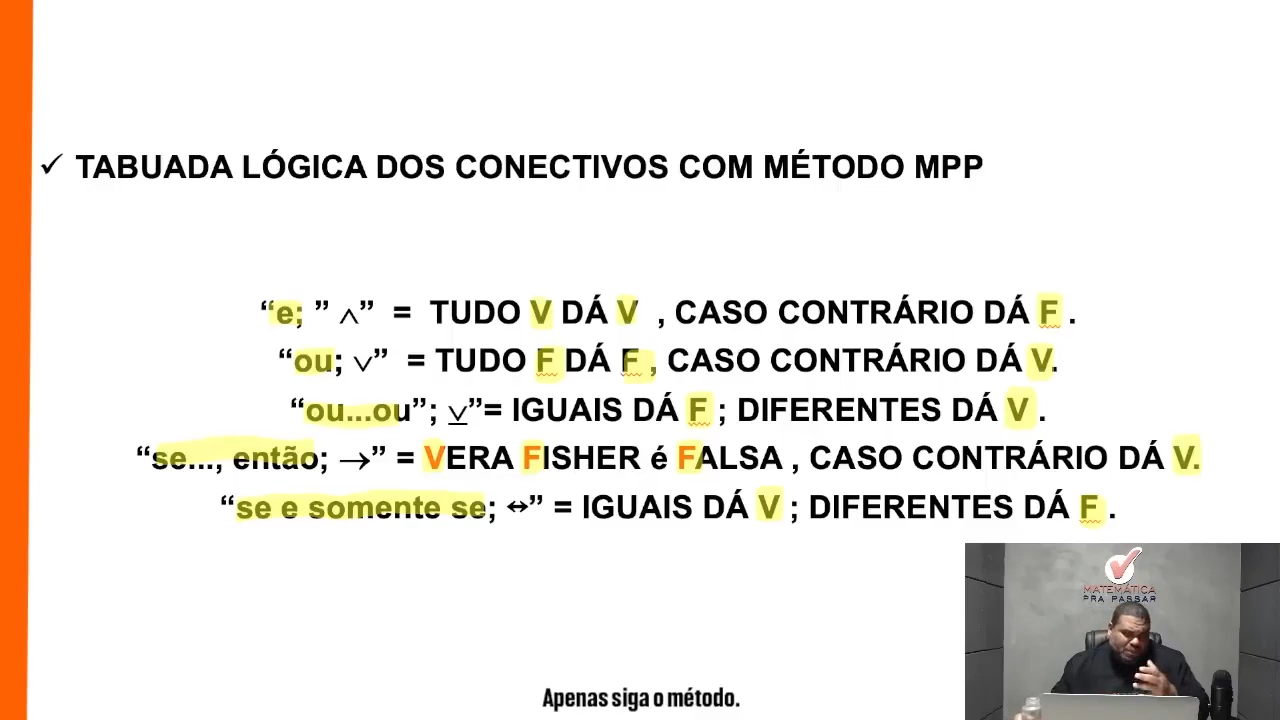 ✓ TABUADA LÓGICA DOS CONECTIVOS COM MÉTODO MPP
“e; ” ∧” = TUDO V DÁ V , CASO CONTRÁRIO DÁ F .
“ou; ∨” = TUDO F DÁ F , CASO CONTRÁRIO DÁ V.
“ou...ou”; ⊻”= IGUAIS DÁ F ; DIFERENTES DÁ V .
“se..., então; →” = VERA FISHER é FALSA , CASO CONTRÁRIO DÁ V.
“se e somente se; ↔” = IGUAIS DÁ V ; DIFERENTES DÁ F .
MATEMÁTICA
PRA PASSAR
Apenas siga o método.